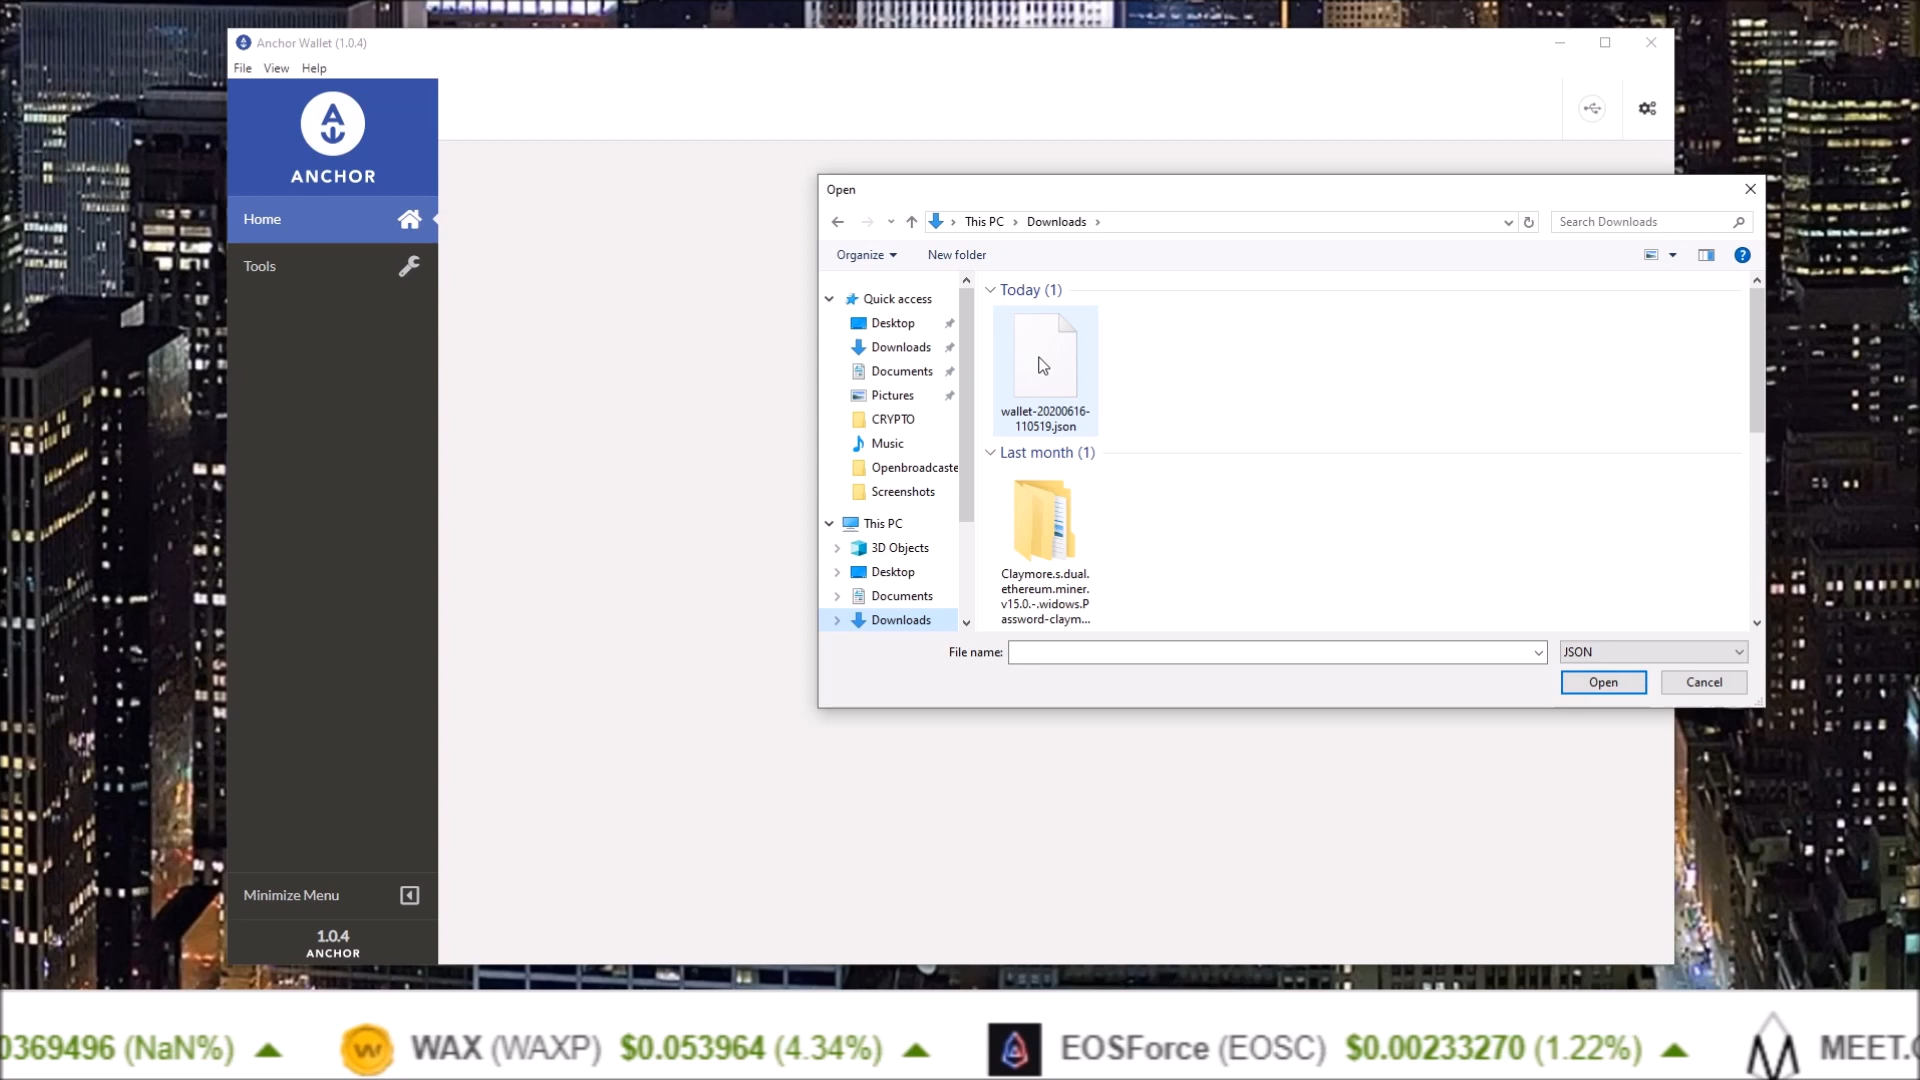 Anchor Wallet (1.0.4)
File View Help
ANCHOR
Home
Tools
Minimize Menu
1.0.4
ANCHOR
Open
This PC > Downloads >
Search Downloads
Organize New folder
Quick access
Desktop
Downloads
Documents
Pictures
CRYPTO
Music
Openbroadcaste
Screenshots
This PC
3D Objects
Desktop
Documents
Downloads
Today (1)
wallet-20200616-
110519.json
Last month (1)
Claymore.s.dual.
ethereum.miner.
v15.0.-.widows.P
assword-claym...
File name:
JSON
Open Cancel
0369496 (NaN%) WAX (WAXP) $0.053964 (4.34%) EOSForce (EOSC) $0.00233270 (1.22%) MEET.